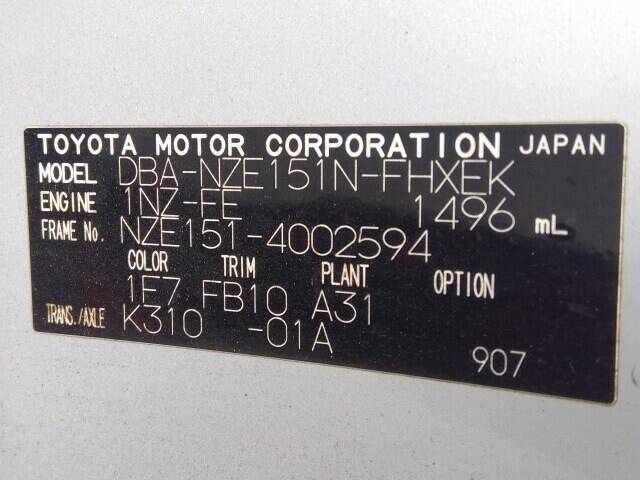 TOYOTA MOTOR CORPORATION JAPAN
MODEL DBA-NZE151N-FHXEK
ENGINE 1NZ-FE 1496 mL
FRAME No. NZE151-4002594
COLOR TRIM PLANT OPTION
1E7 FB10 A31
TRANS./AXLE K310 -01A
907